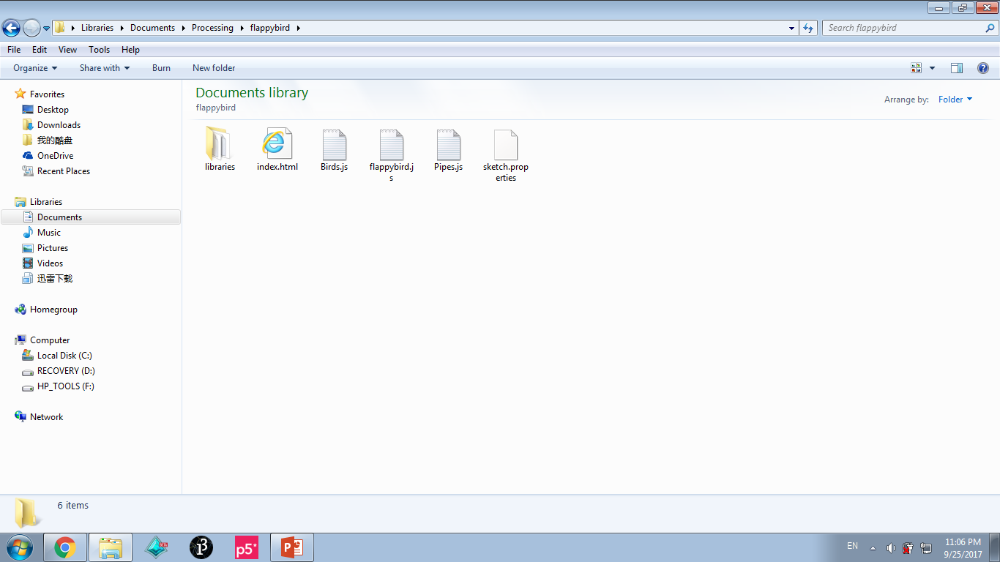 Libraries Documents Processing flappybird
Search flappybird
File Edit View Tools Help
Organize Share with Burn New folder
Favorites
Desktop
Downloads
我的酷盘
OneDrive
Recent Places
Libraries
Documents
Music
Pictures
Videos
迅雷下载
Homegroup
Computer
Local Disk (C:)
RECOVERY (D:)
HP_TOOLS (F:)
Network
Documents library
flappybird
Arrange by: Folder
libraries
index.html
Birds.js
flappybird.j
s
Pipes.js
sketch.prop
erties
6 items
p5*
EN
11:06 PM
9/25/2017